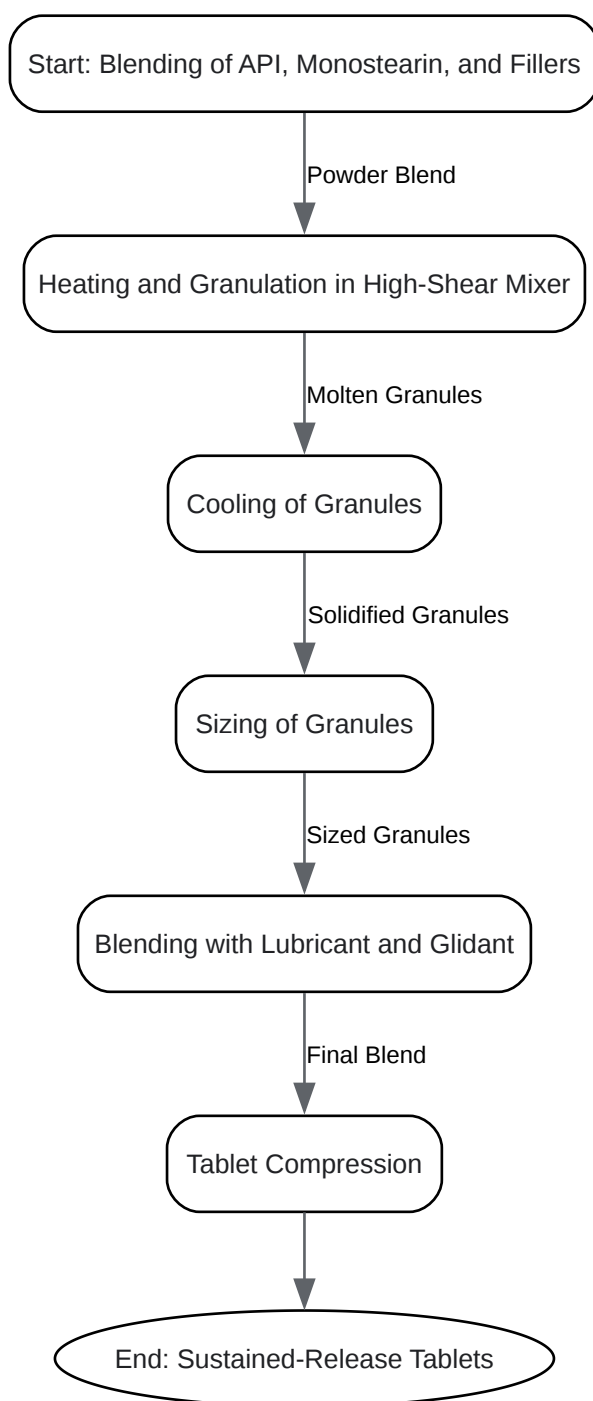 Start: Blending of API, Monostearin, and Fillers
Powder Blend
Heating and Granulation in High-Shear Mixer
Molten Granules
Cooling of Granules
Solidified Granules
Sizing of Granules
Sized Granules
Blending with Lubricant and Glidant
Final Blend
Tablet Compression
End: Sustained-Release Tablets